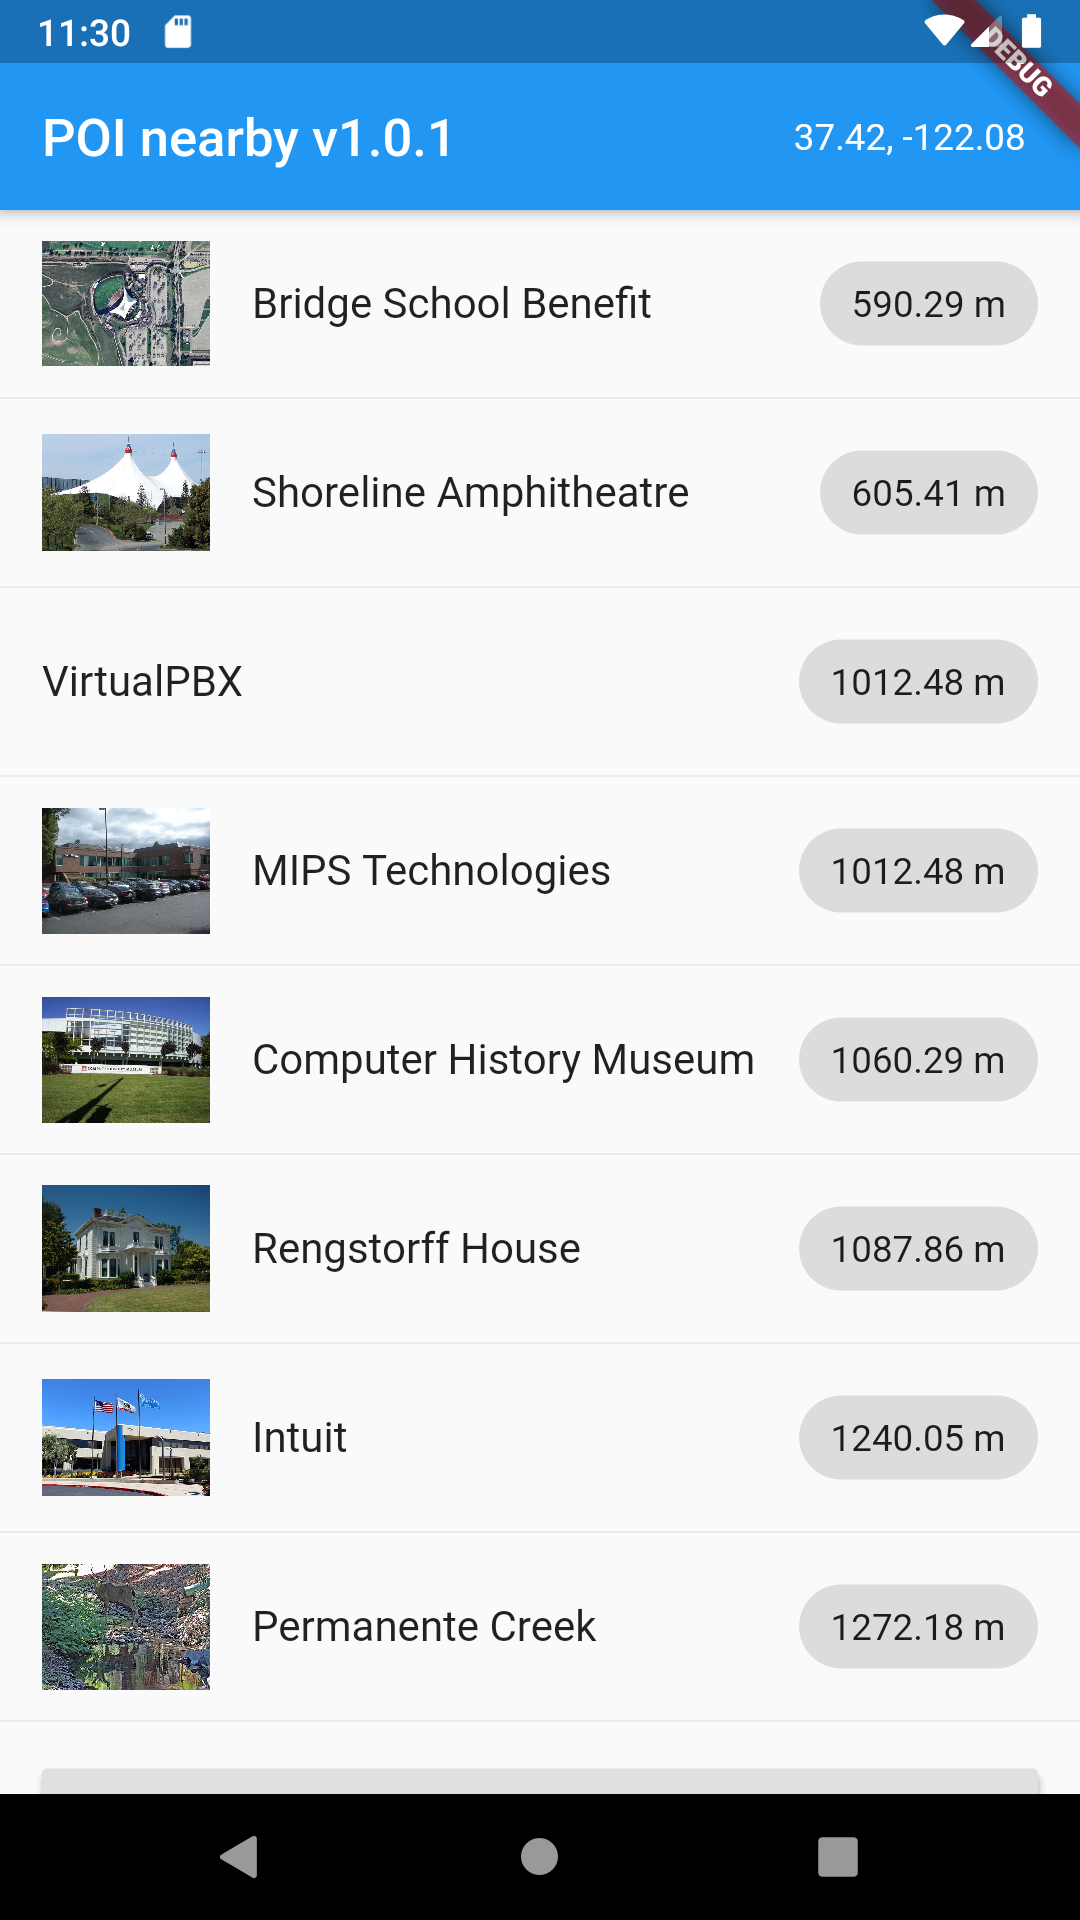 11:30
DEBUG
POI nearby v1.0.1
37.42, -122.08
Bridge School Benefit
590.29 m
Shoreline Amphitheatre
605.41 m
VirtualPBX
1012.48 m
MIPS Technologies
1012.48 m
Computer History Museum
1060.29 m
Rengstorff House
1087.86 m
Intuit
1240.05 m
Permanente Creek
1272.18 m